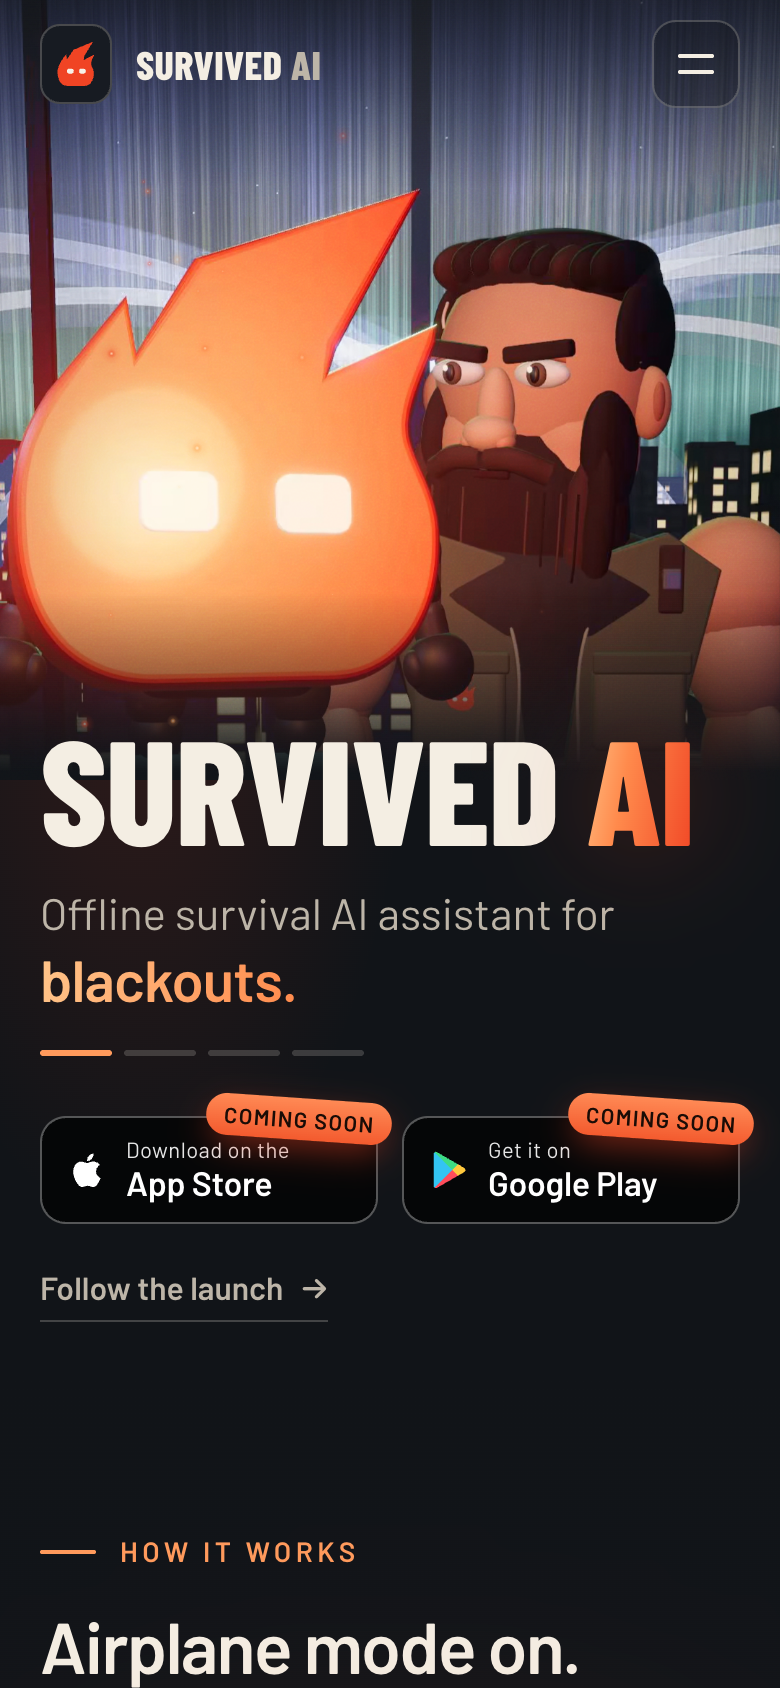 SURVIVED AI
SURVIVED AI
Offline survival AI assistant for
blackouts.
COMING SOON
Download on the
App Store
COMING SOON
Get it on
Google Play
Follow the launch →
HOW IT WORKS
Airplane mode on.